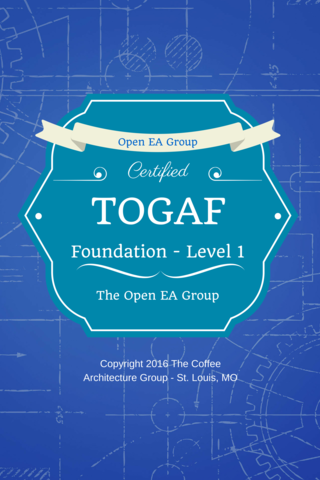 Open EA Group
Certified
TOGAF
Foundation - Level 1
The Open EA Group
Copyright 2016 The Coffee
Architecture Group - St. Louis, MO